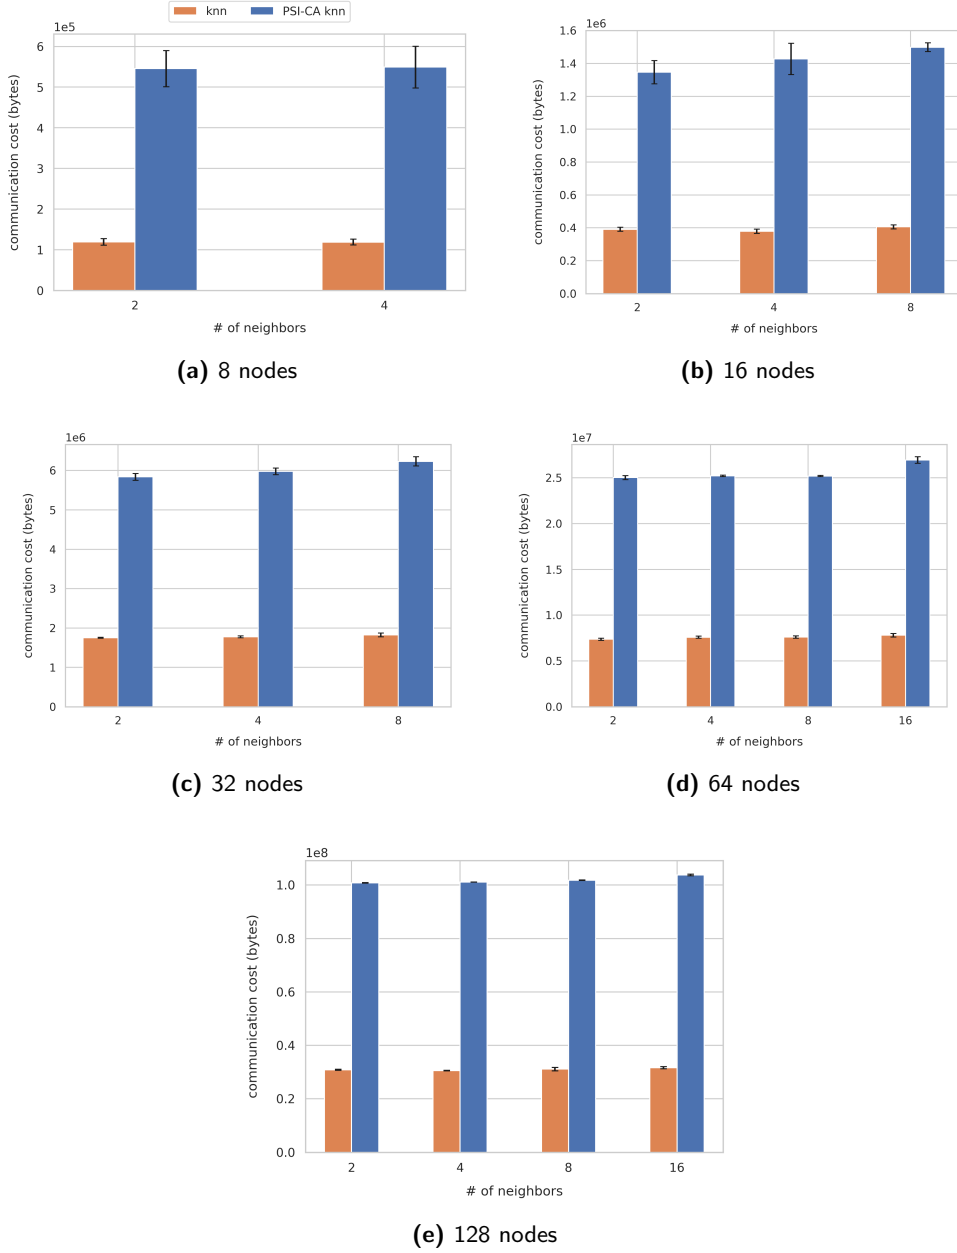 knn PSI-CA knn
1e5
6
5
4
3
2
1
0
communication cost (bytes)
2 4
# of neighbors
(a) 8 nodes
1e6
1.6
1.4
1.2
1.0
0.8
0.6
0.4
0.2
0.0
communication cost (bytes)
2 4 8
# of neighbors
(b) 16 nodes
1e6
6
5
4
3
2
1
0
communication cost (bytes)
2 4 8
# of neighbors
(c) 32 nodes
1e7
2.5
2.0
1.5
1.0
0.5
0.0
communication cost (bytes)
2 4 8 16
# of neighbors
(d) 64 nodes
1e8
1.0
0.8
0.6
0.4
0.2
0.0
communication cost (bytes)
2 4 8 16
# of neighbors
(e) 128 nodes